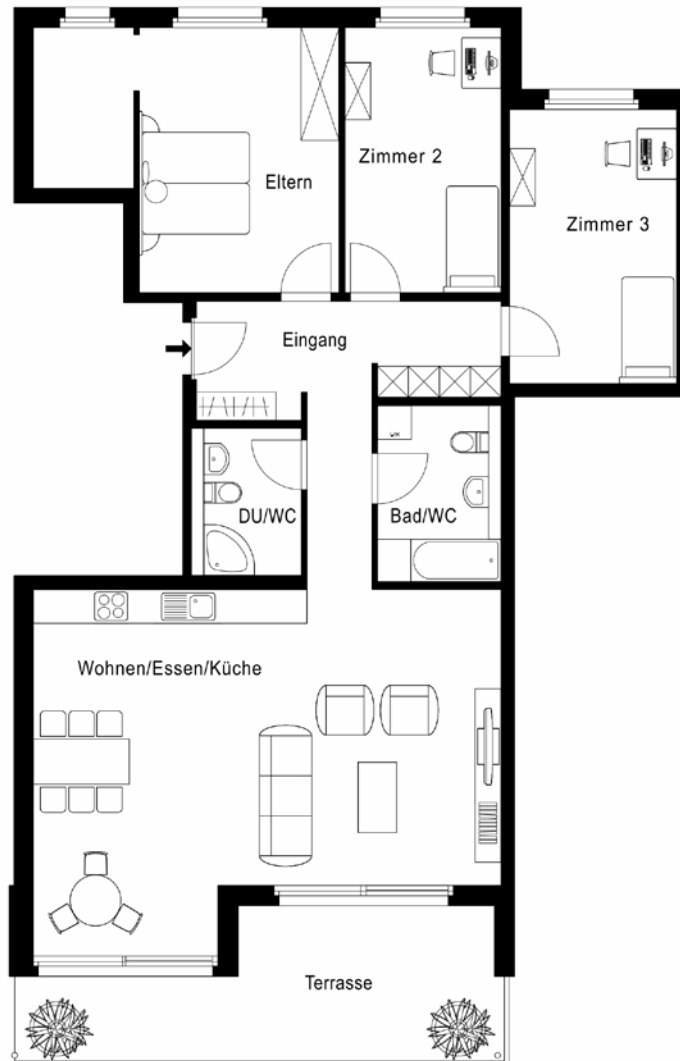 Zimmer 2
Eltern
Zimmer 3
Eingang
DU/WC
Bad/WC
Wohnen/Essen/Küche
Terrasse